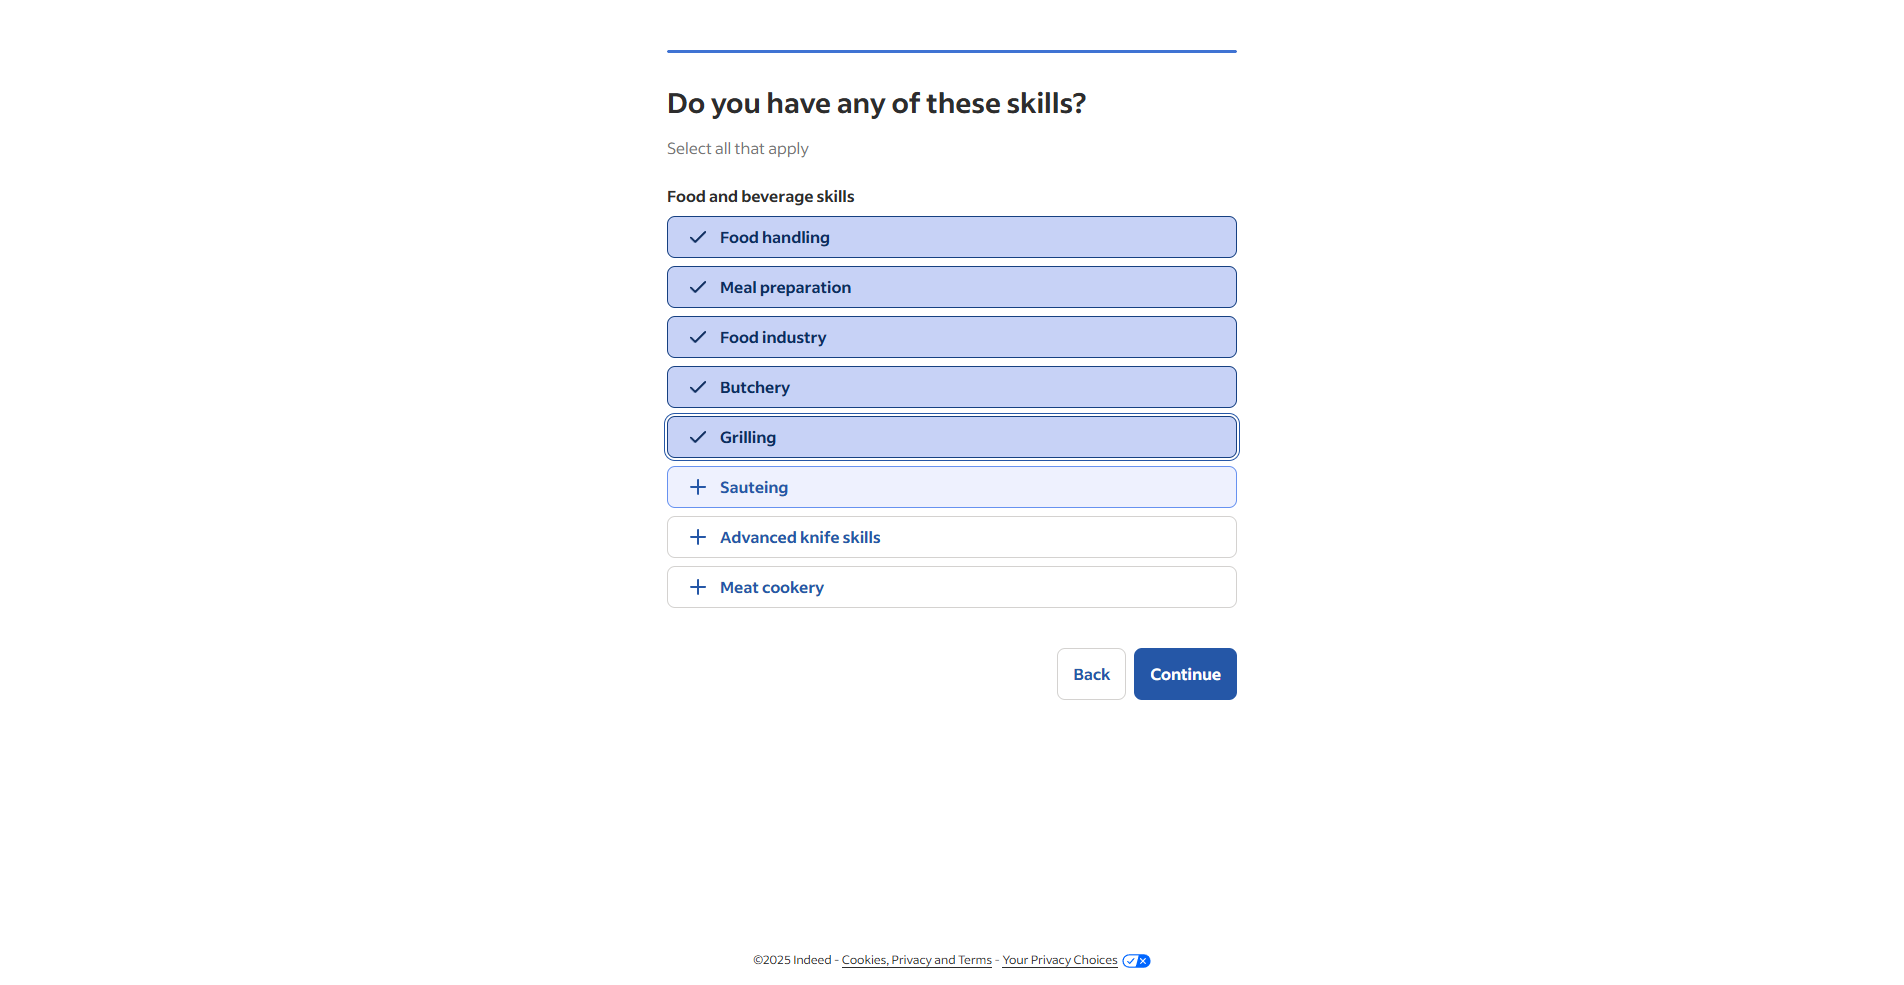 Do you have any of these skills?
Select all that apply
Food and beverage skills
Food handling
Meal preparation
Food industry
Butchery
Grilling
Sauteing
Advanced knife skills
Meat cookery
Back Continue
©2025 Indeed - Cookies, Privacy and Terms - Your Privacy Choices